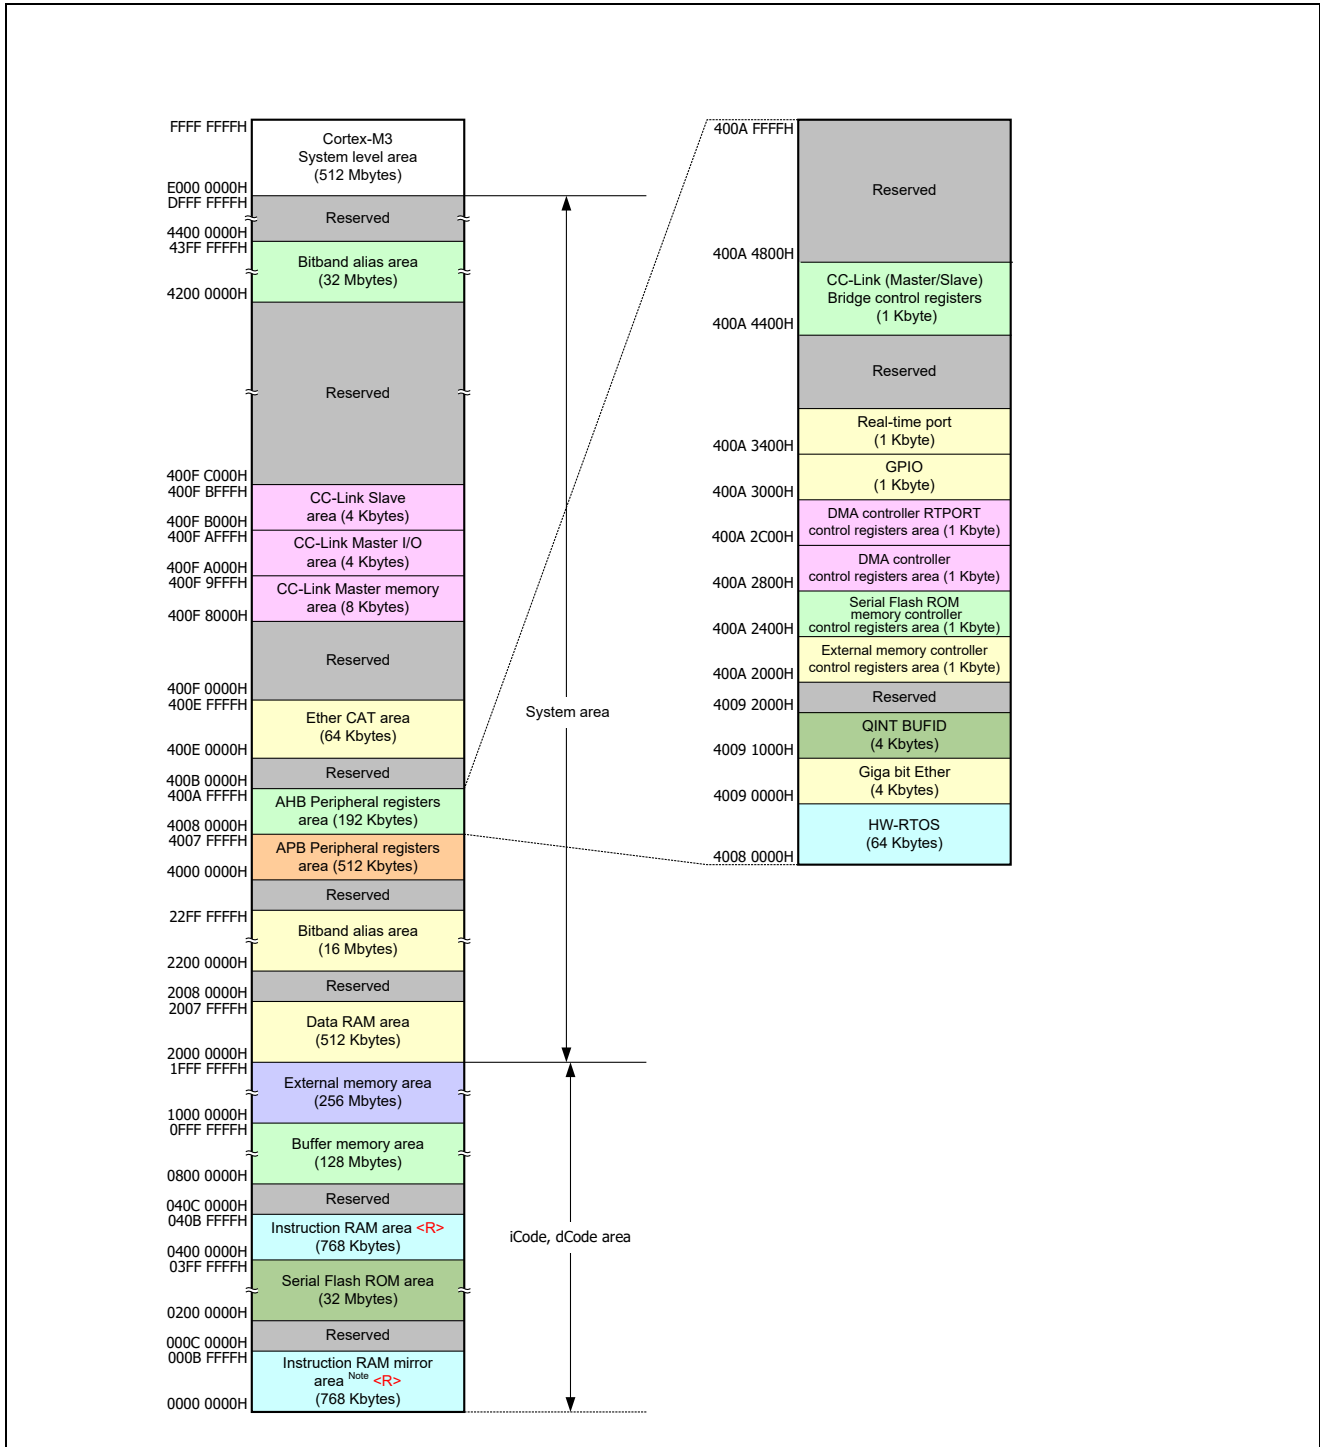 FFFF FFFFH
Cortex-M3
System level area
(512 Mbytes)
E000 0000H
DFFF FFFFH
Reserved
4400 0000H
43FF FFFFH
Bitband alias area
(32 Mbytes)
4200 0000H
Reserved
400F C000H
400F BFFFH
CC-Link Slave
area (4 Kbytes)
400F B000H
400F AFFFH
CC-Link Master I/O
area (4 Kbytes)
400F A000H
400F 9FFFH
CC-Link Master memory
area (8 Kbytes)
400F 8000H
Reserved
400F 0000H
400E FFFFH
Ether CAT area
(64 Kbytes)
400E 0000H
Reserved
400B 0000H
400A FFFFH
AHB Peripheral registers
area (192 Kbytes)
4008 0000H
4007 FFFFH
APB Peripheral registers
area (512 Kbytes)
4000 0000H
Reserved
22FF FFFFH
Bitband alias area
(16 Mbytes)
2200 0000H
Reserved
2008 0000H
2007 FFFFH
Data RAM area
(512 Kbytes)
2000 0000H
1FFF FFFFH
External memory area
(256 Mbytes)
1000 0000H
0FFF FFFFH
Buffer memory area
(128 Mbytes)
0800 0000H
Reserved
040C 0000H
040B FFFFH
Instruction RAM area <R>
(768 Kbytes)
0400 0000H
03FF FFFFH
Serial Flash ROM area
(32 Mbytes)
0200 0000H
Reserved
000C 0000H
000B FFFFH
Instruction RAM mirror
area Note <R>
(768 Kbytes)
0000 0000H
System area
iCode, dCode area
400A FFFFH
Reserved
400A 4800H
CC-Link (Master/Slave)
Bridge control registers
(1 Kbyte)
400A 4400H
Reserved
Real-time port
(1 Kbyte)
400A 3400H
GPIO
(1 Kbyte)
400A 3000H
DMA controller RTPORT
control registers area (1 Kbyte)
400A 2C00H
DMA controller
control registers area (1 Kbyte)
400A 2800H
Serial Flash ROM
memory controller
control registers area (1 Kbyte)
400A 2400H
External memory controller
control registers area (1 Kbyte)
400A 2000H
Reserved
4009 2000H
QINT BUFID
(4 Kbytes)
4009 1000H
Giga bit Ether
(4 Kbytes)
4009 0000H
HW-RTOS
(64 Kbytes)
4008 0000H